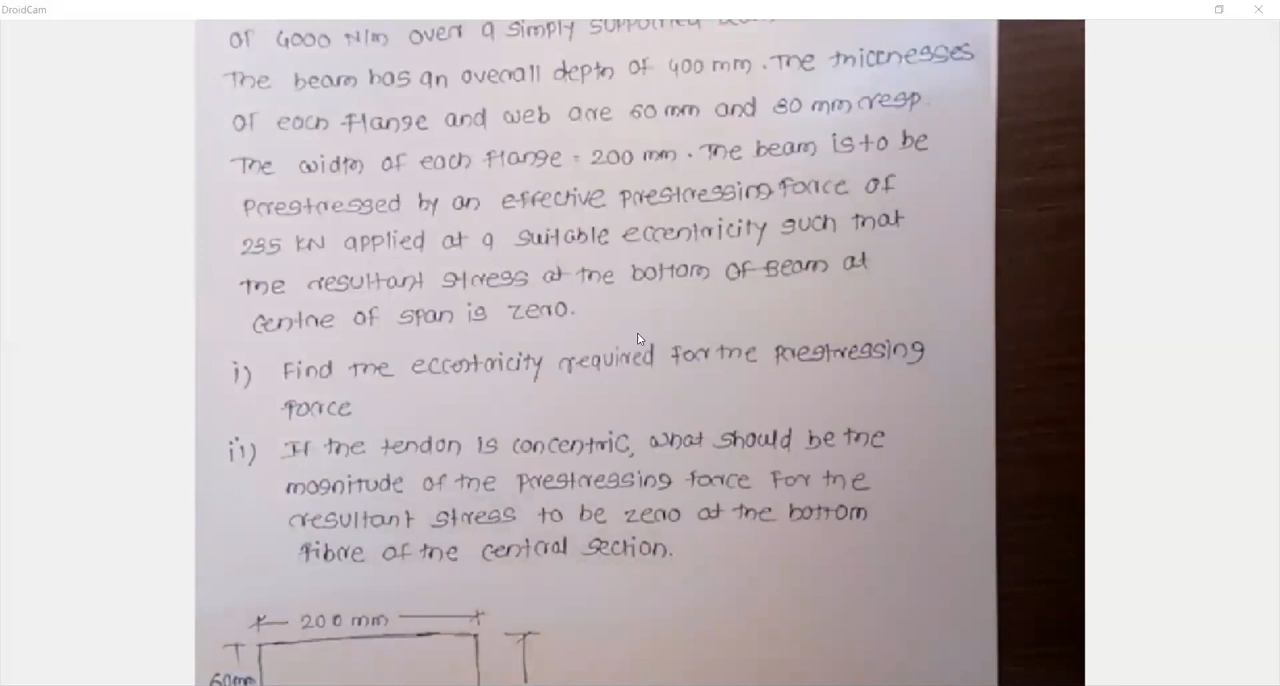 DroidCam
of 4000 N/m over a simply supported
The beam has an overall depth of 400 mm. The thicknesses
of each flange and web are 60 mm and 80 mm resp.
The width of each flange = 200 mm. The beam is to be
prestressed by an effective prestressing force of
235 KN applied at a suitable eccentricity such that
the resultant stress at the bottom of Beam at
centre of span is zero.
i) Find the eccentricity required for the prestressing
force
ii) If the tendon is concentric, what should be the
magnitude of the prestressing force for the
resultant stress to be zero at the bottom
fibre of the central section.
200 mm
60mm